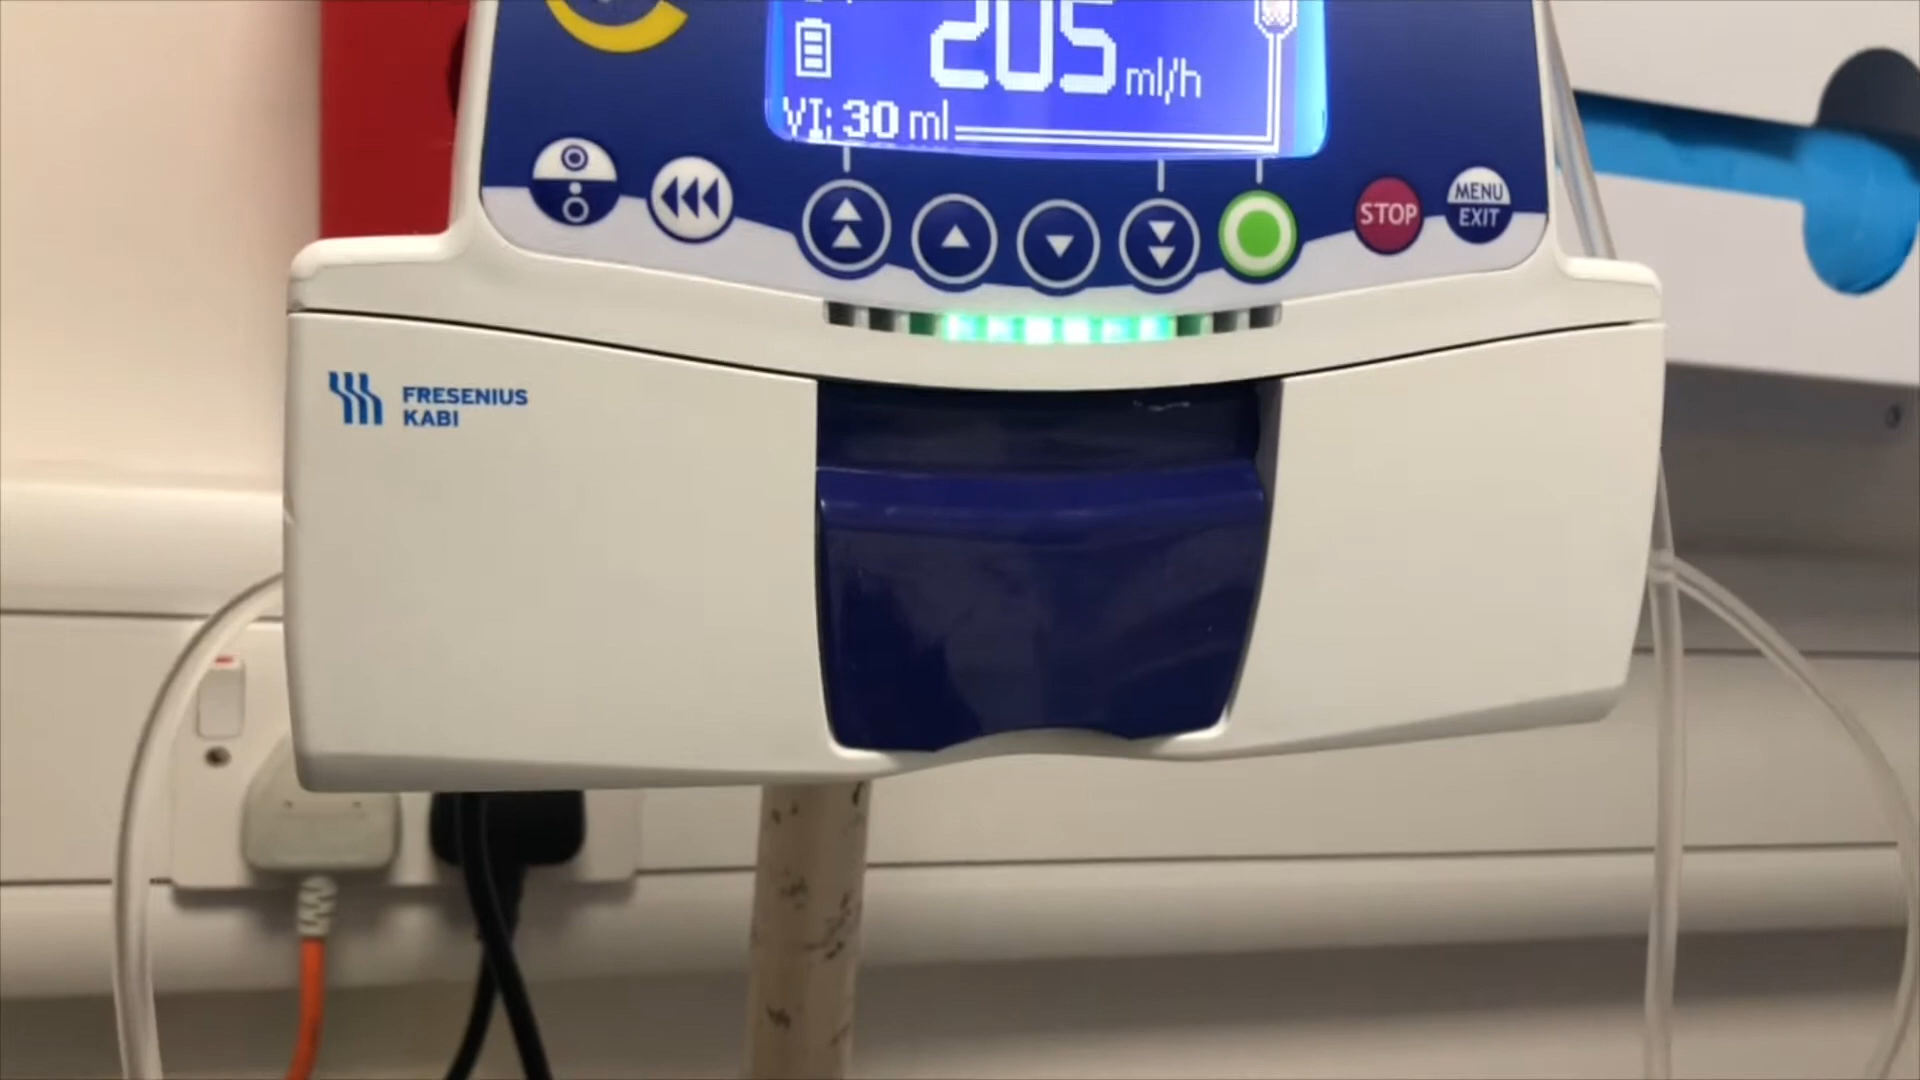 205 ml/h
VI: 30 ml
STOP
MENU
EXIT
FRESENIUS
KABI